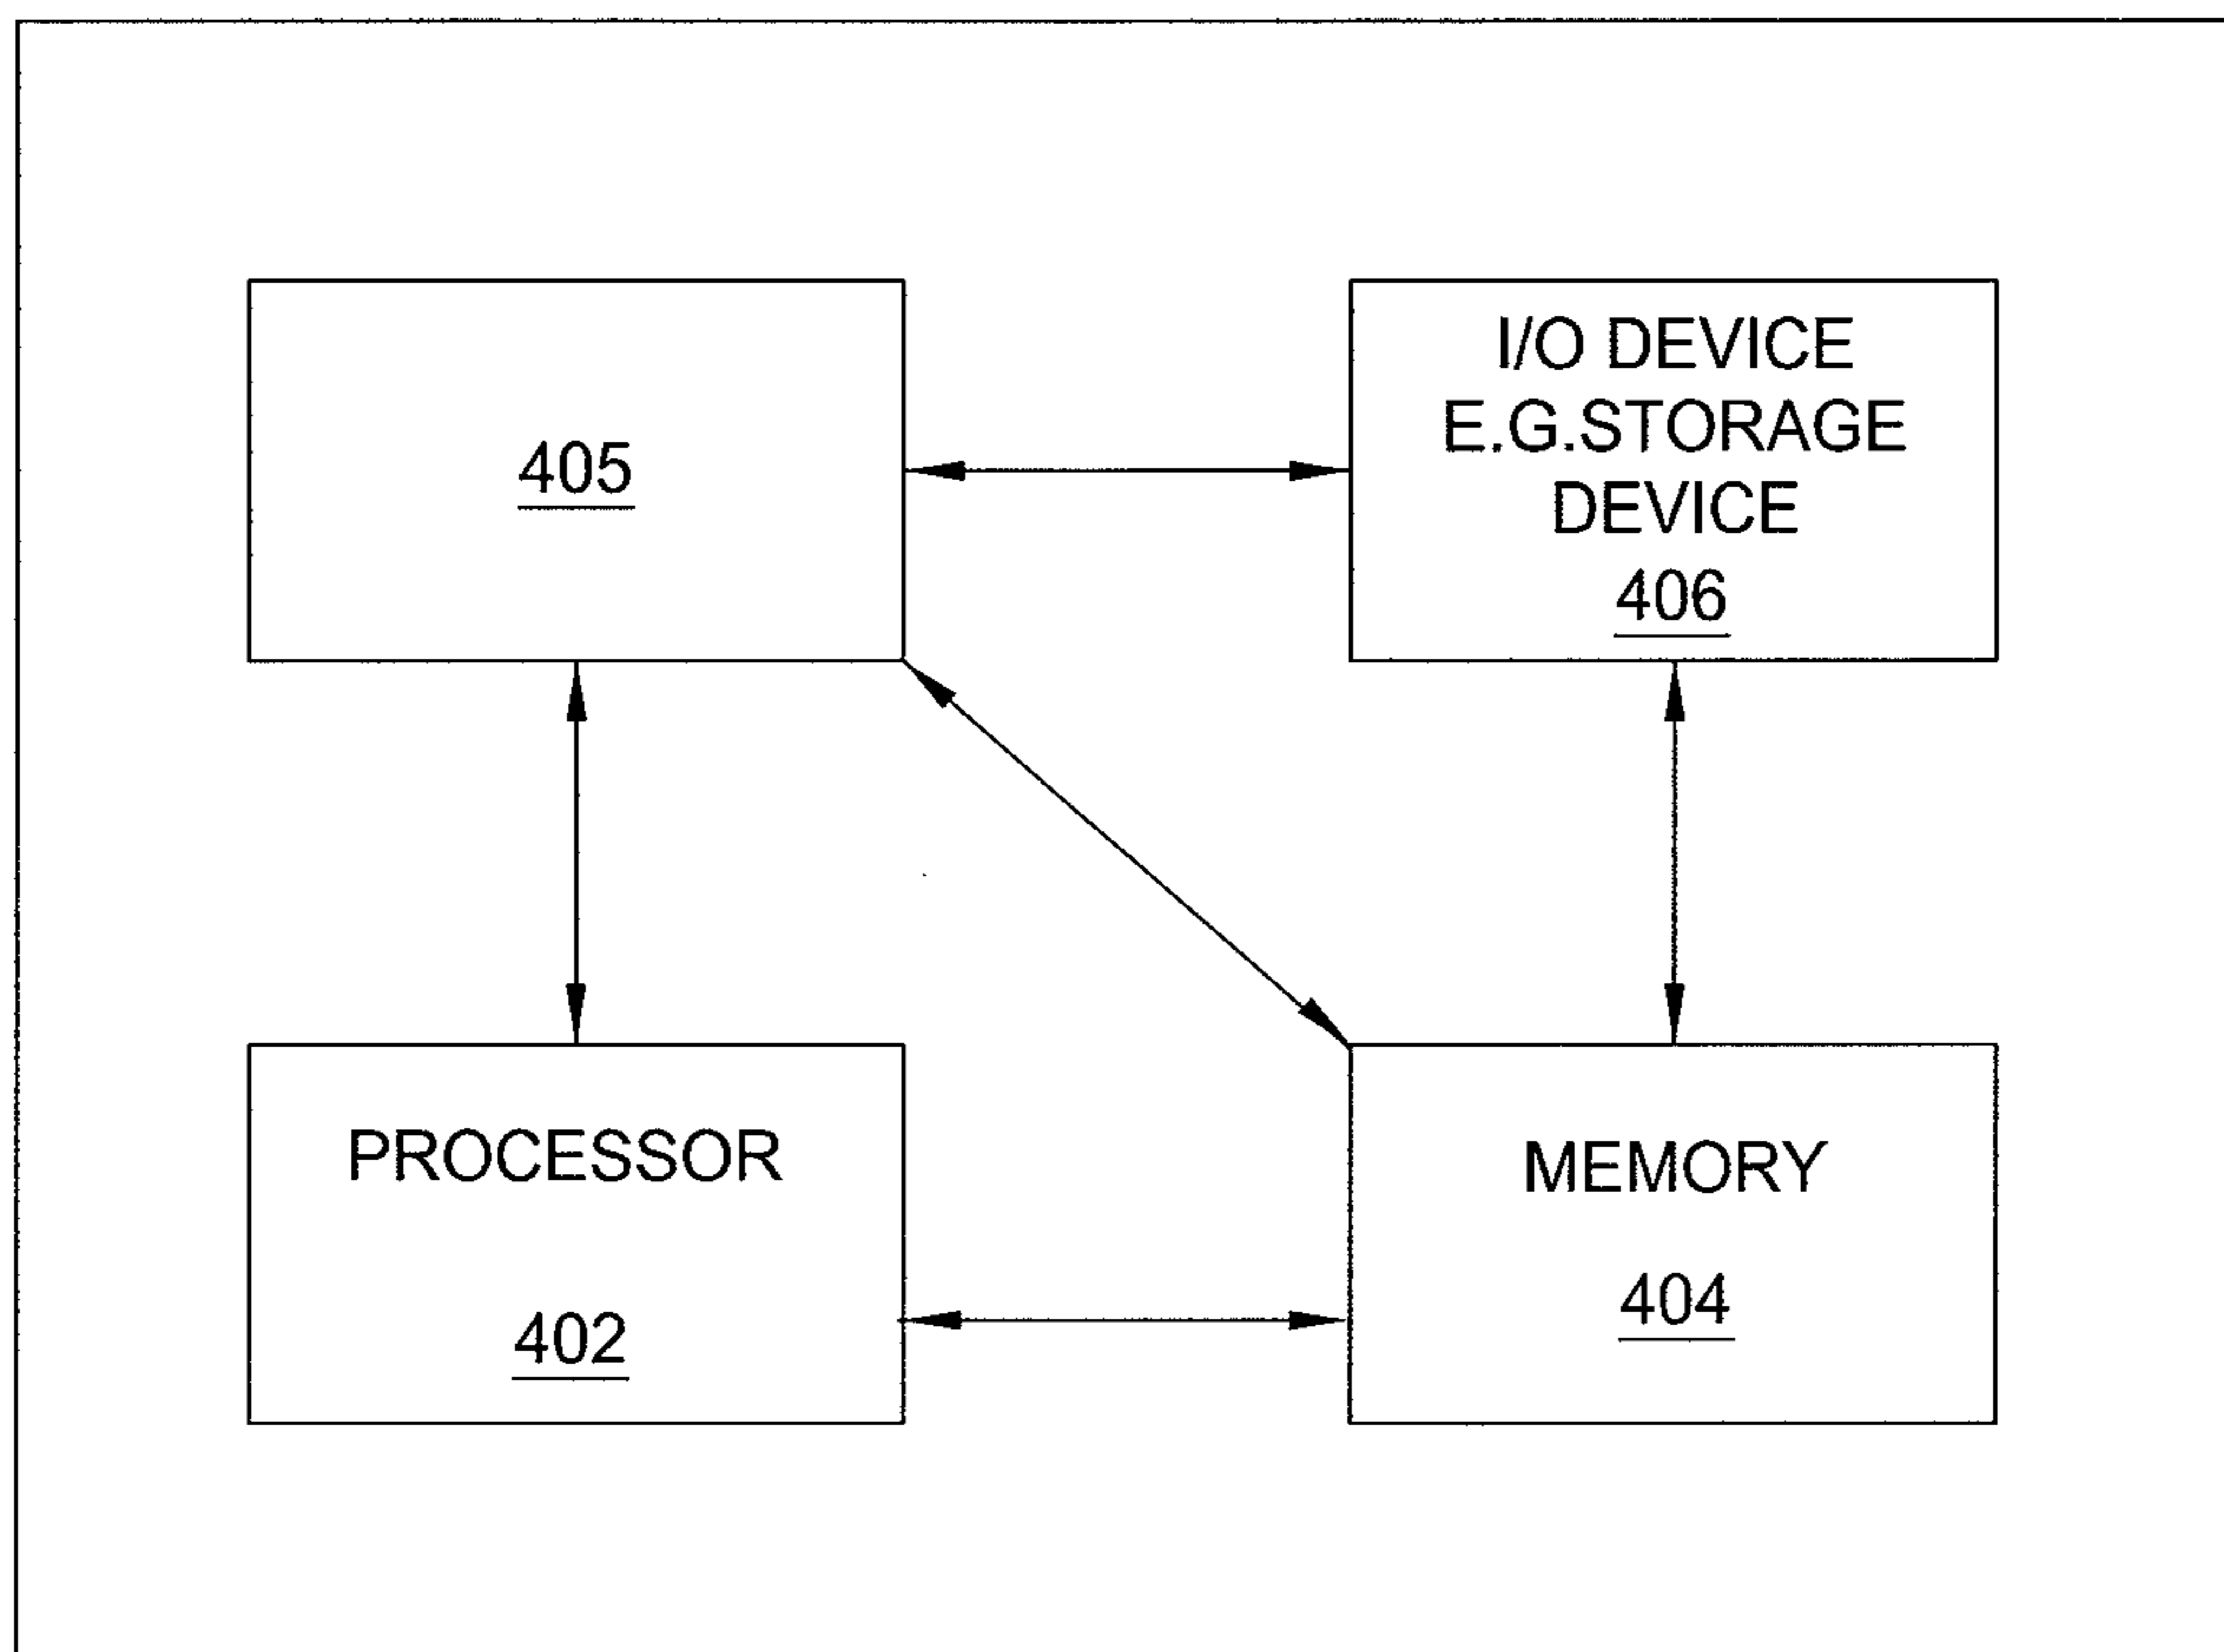 405
I/O DEVICE
E.G.STORAGE
DEVICE
406
PROCESSOR
402
MEMORY
404